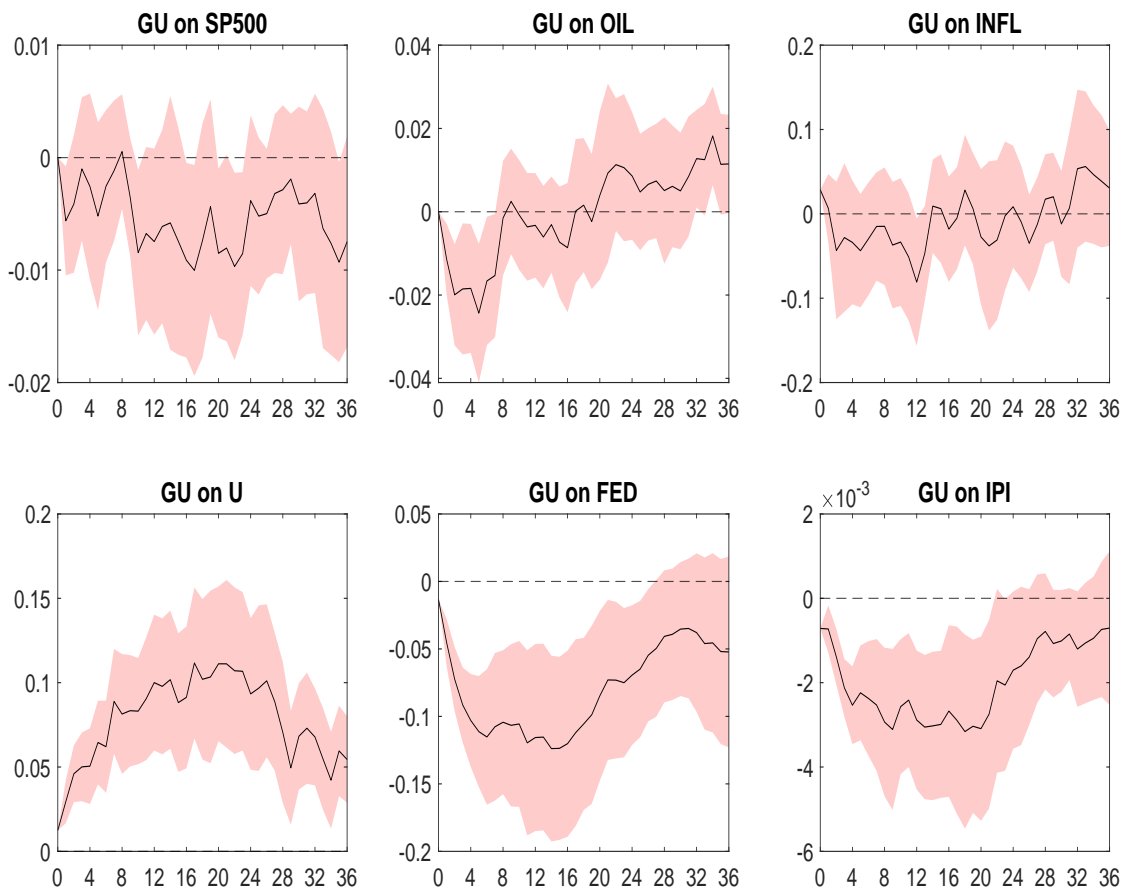 GU on SP500
0.01
0
-0.01
-0.02
0 4 8 12 16 20 24 28 32 36
GU on OIL
0.04
0.02
0
-0.02
-0.04
0 4 8 12 16 20 24 28 32 36
GU on INFL
0.2
0.1
0
-0.1
-0.2
0 4 8 12 16 20 24 28 32 36
GU on U
0.2
0.15
0.1
0.05
0
0 4 8 12 16 20 24 28 32 36
GU on FED
0.05
0
-0.05
-0.1
-0.15
-0.2
0 4 8 12 16 20 24 28 32 36
×10⁻³
GU on IPI
2
0
-2
-4
-6
0 4 8 12 16 20 24 28 32 36